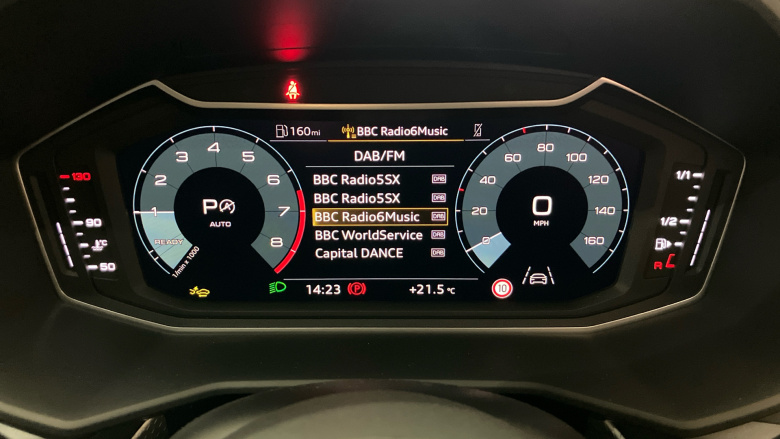 160mi BBC Radio6Music
DAB/FM
BBC Radio5SX DAB
BBC Radio5SX DAB
BBC Radio6Music DAB
BBC WorldService DAB
Capital DANCE DAB
1 2 3 4 5 6 7 8
P A
AUTO
READY
1/min x 1000
0 20 40 60 80 100 120 140 160
0
MPH
130
90
°C
50
1/1
1/2
R
14:23 P +21.5 °C 10